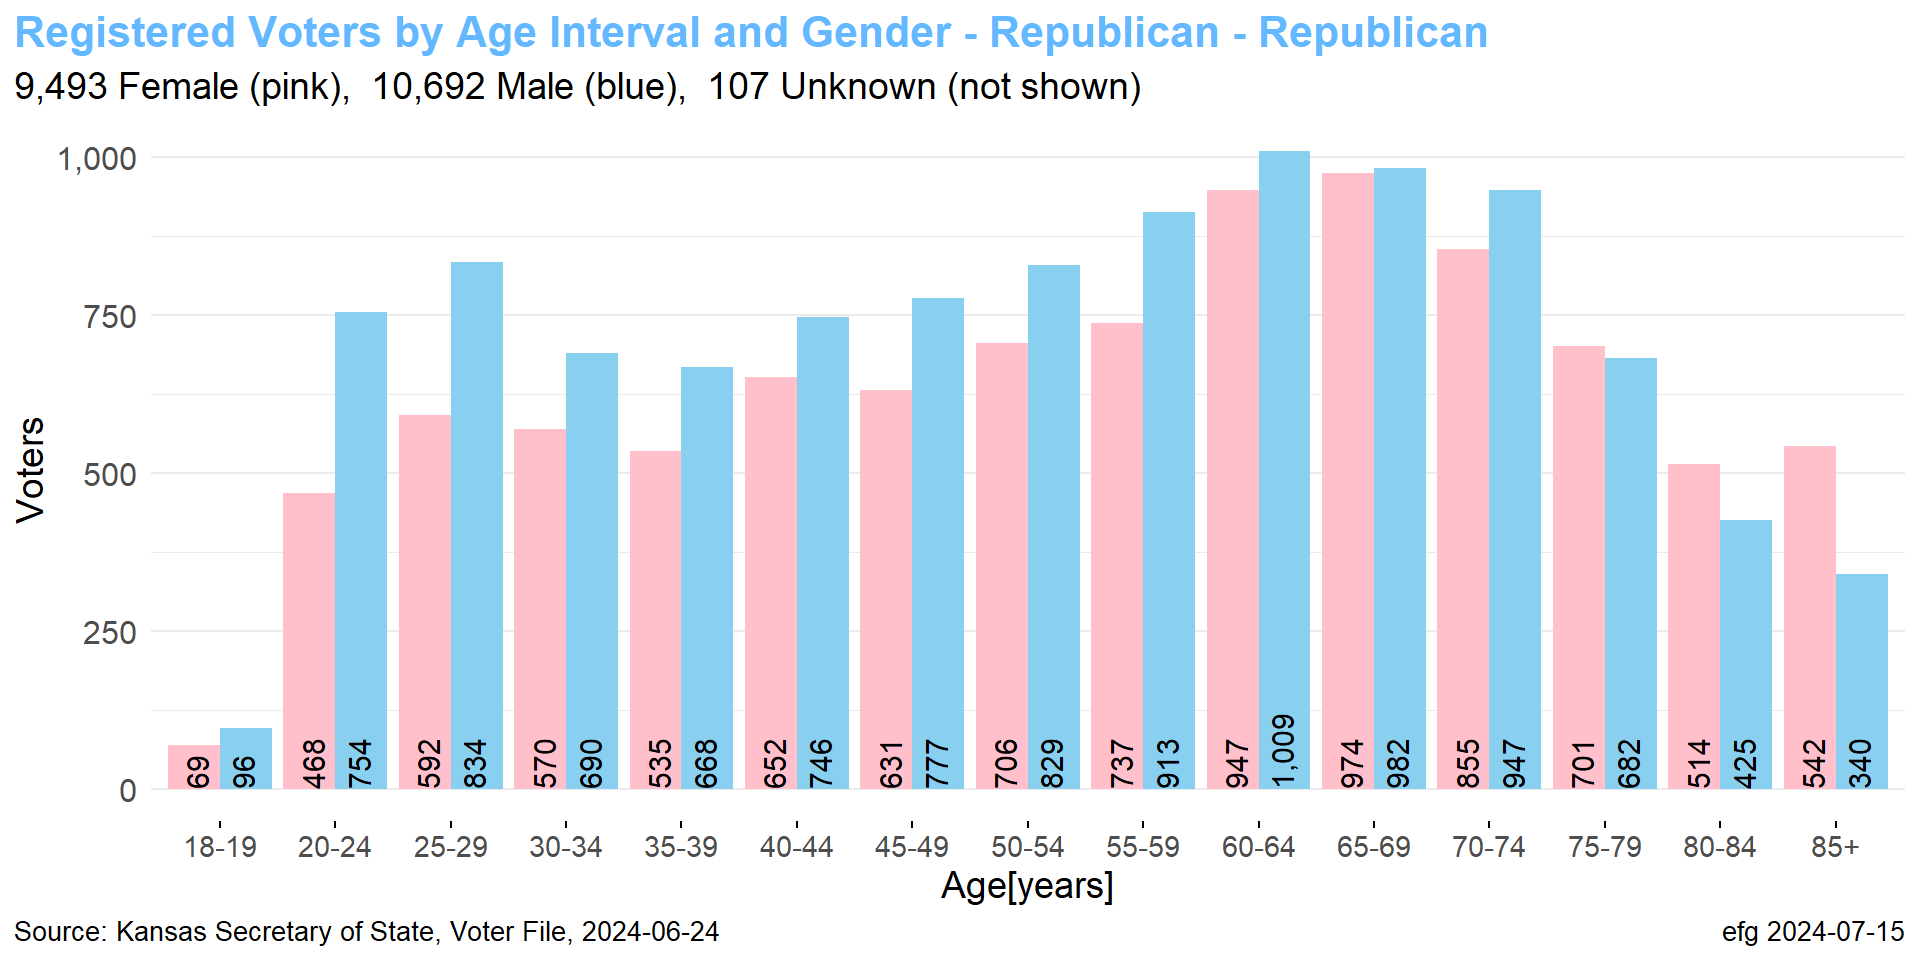 Registered Voters by Age Interval and Gender - Republican - Republican
9,493 Female (pink),  10,692 Male (blue),  107 Unknown (not shown)
1,000
750
500
250
0
Voters
69 96 468 754 592 834 570 690 535 668 652 746 631 777 706 829 737 913 947 1,009 974 982 855 947 701 682 514 425 542 340
18-19 20-24 25-29 30-34 35-39 40-44 45-49 50-54 55-59 60-64 65-69 70-74 75-79 80-84 85+
Age[years]
Source: Kansas Secretary of State, Voter File, 2024-06-24
efg 2024-07-15